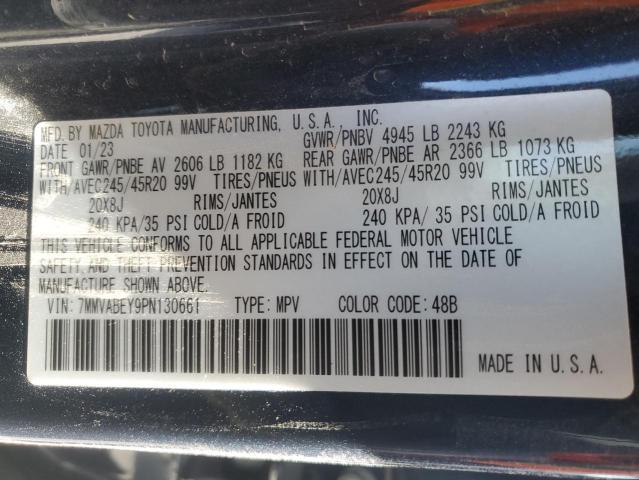 MFD. BY MAZDA TOYOTA MANUFACTURING, U.S.A., INC.
DATE 01/23 GVWR/PNBV 4945 LB 2243 KG
FRONT GAWR/PNBE AV 2606 LB 1182 KG REAR GAWR/PNBE AR 2366 LB 1073 KG
WITH/AVEC245/45R20 99V TIRES/PNEUS WITH/AVEC245/45R20 99V TIRES/PNEUS
20X8J RIMS/JANTES 20X8J RIMS/JANTES
240 KPA/35 PSI COLD/A FROID 240 KPA/ 35 PSI COLD/A FROID
THIS VEHICLE CONFORMS TO ALL APPLICABLE FEDERAL MOTOR VEHICLE
SAFETY AND THEFT PREVENTION STANDARDS IN EFFECT ON THE DATE OF
MANUFACTURE SHOWN ABOVE.
VIN: 7MMVABEY9PN130661 TYPE: MPV COLOR CODE: 48B
MADE IN U.S.A.